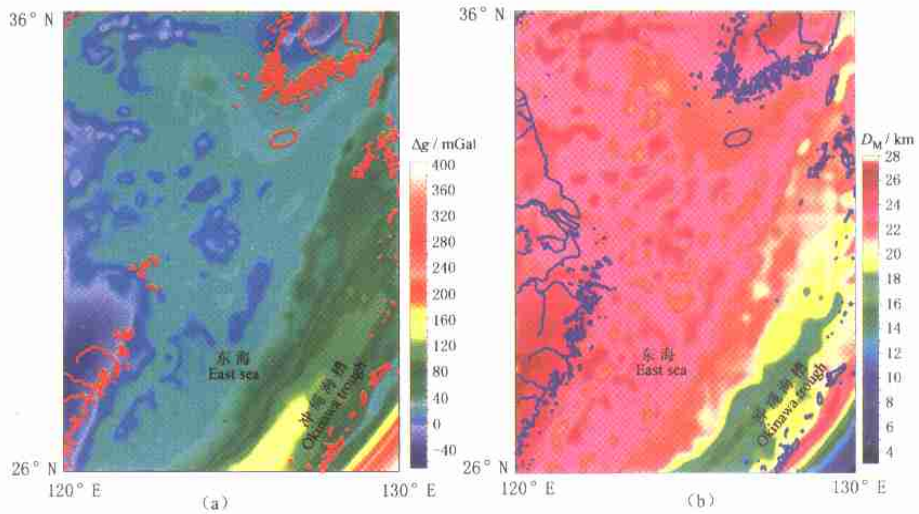 36° N
26° N
120° E
130° E
(a)
Δg / mGal
400
360
320
280
240
200
160
120
80
40
0
-40
东海
East sea
冲绳海槽
Okinawa trough
36° N
26° N
120° E
130° E
(b)
D_M / km
28
26
24
22
20
18
16
14
12
10
8
6
4
东海
East sea
冲绳海槽
Okinawa trough